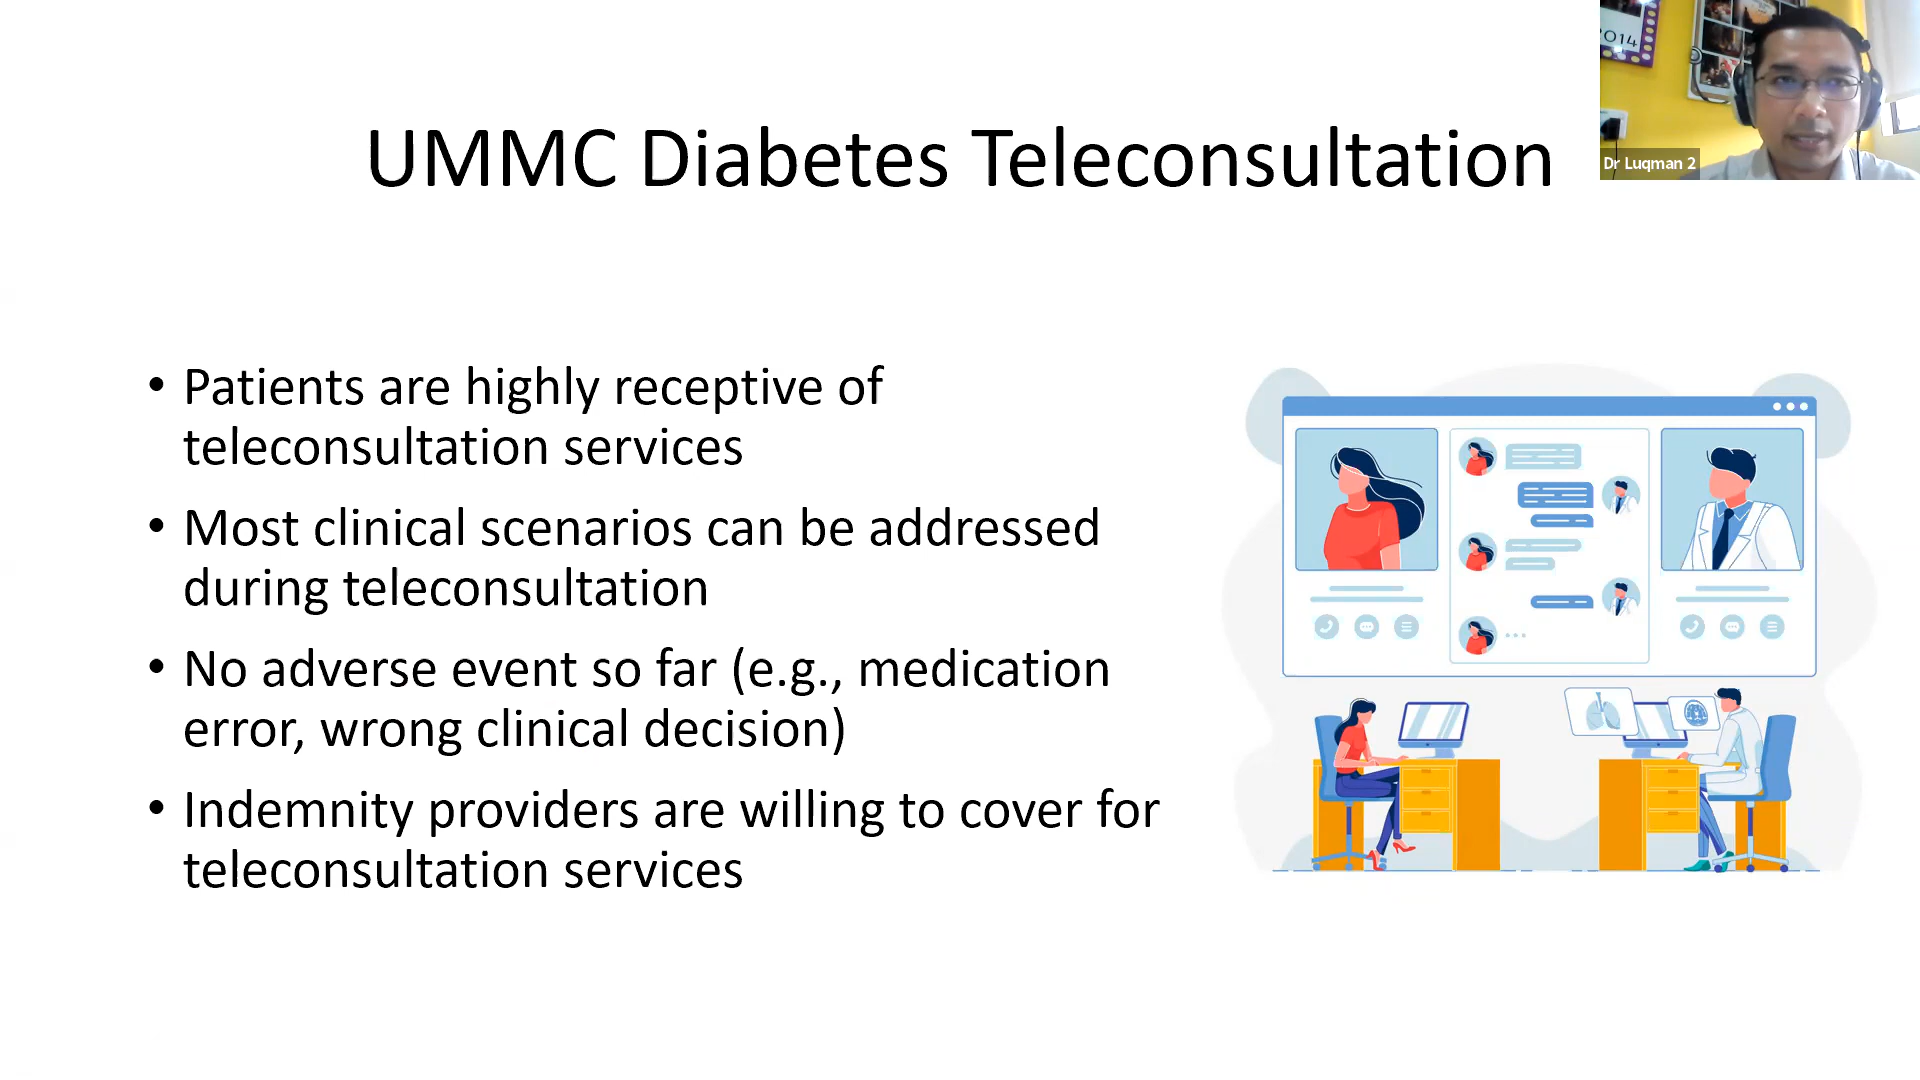 2014
Dr Luqman 2
UMMC Diabetes Teleconsultation
• Patients are highly receptive of
teleconsultation services
• Most clinical scenarios can be addressed
during teleconsultation
• No adverse event so far (e.g., medication
error, wrong clinical decision)
• Indemnity providers are willing to cover for
teleconsultation services